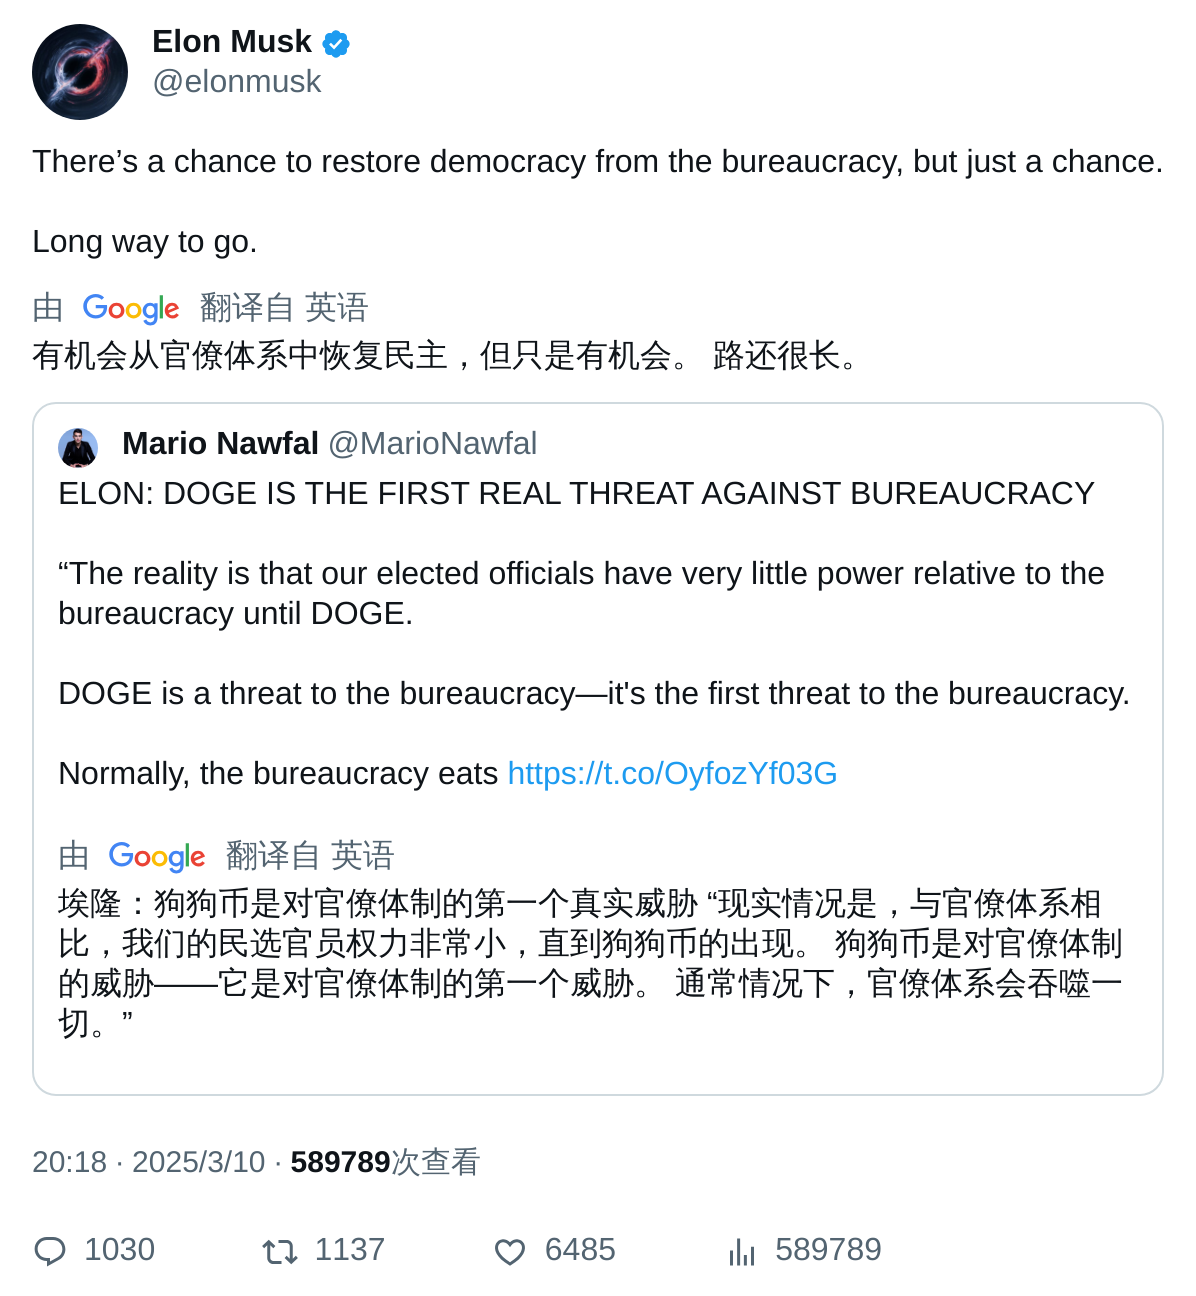 Elon Musk
@elonmusk
There’s a chance to restore democracy from the bureaucracy, but just a chance.
Long way to go.
由 Google 翻译自 英语
有机会从官僚体系中恢复民主，但只是有机会。 路还很长。
Mario Nawfal @MarioNawfal
ELON: DOGE IS THE FIRST REAL THREAT AGAINST BUREAUCRACY
“The reality is that our elected officials have very little power relative to the
bureaucracy until DOGE.
DOGE is a threat to the bureaucracy—it's the first threat to the bureaucracy.
Normally, the bureaucracy eats https://t.co/OyfozYf03G
由 Google 翻译自 英语
埃隆：狗狗币是对官僚体制的第一个真实威胁 “现实情况是，与官僚体系相
比，我们的民选官员权力非常小，直到狗狗币的出现。 狗狗币是对官僚体制
的威胁——它是对官僚体制的第一个威胁。 通常情况下，官僚体系会吞噬一
切。”
20:18 · 2025/3/10 · 589789次查看
1030 1137 6485 589789